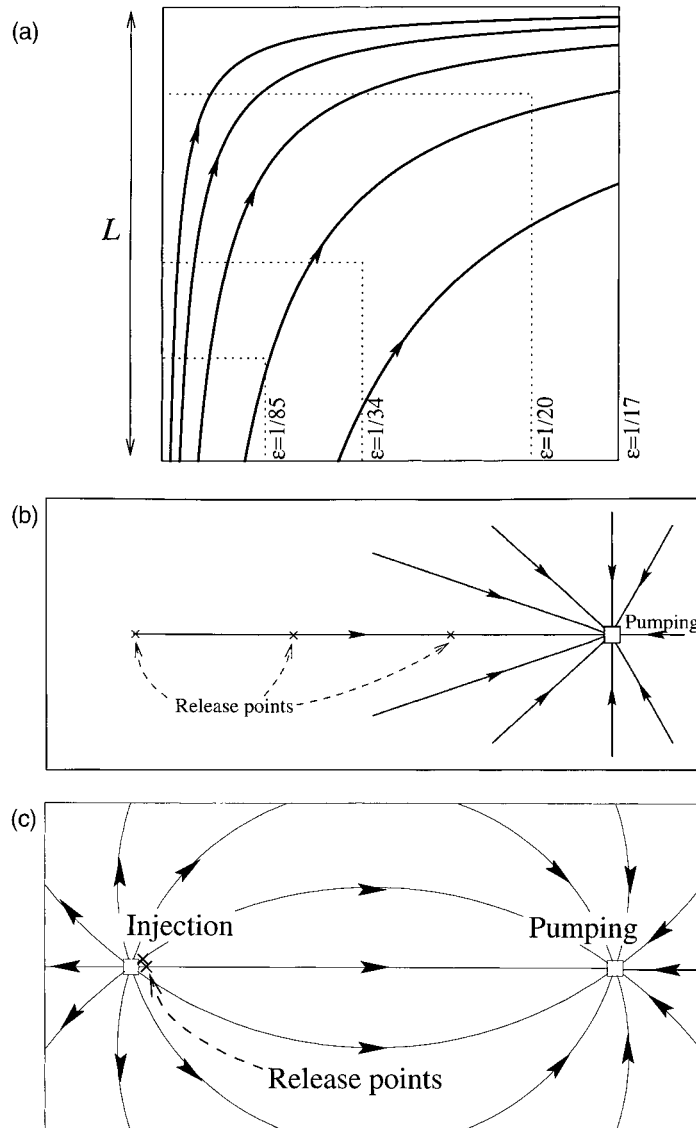 (a)
L
ε=1/85
ε=1/34
ε=1/20
ε=1/17
(b)
Pumping
Release points
(c)
Injection
Pumping
Release points